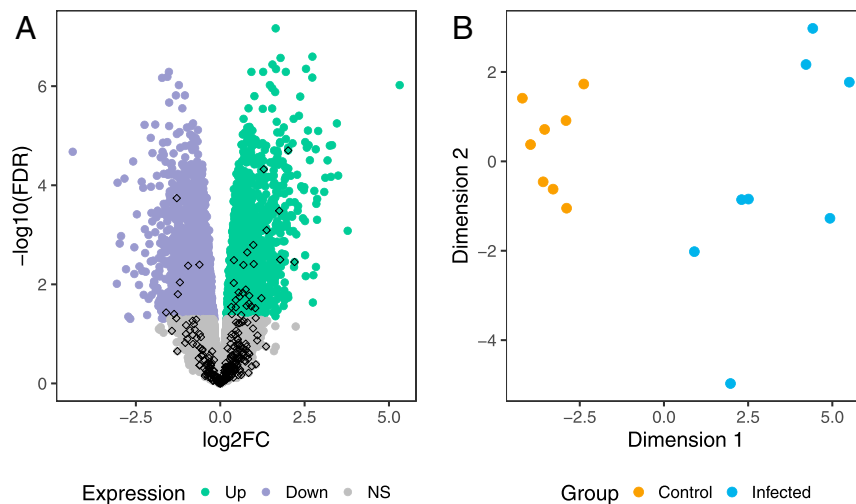 A
−log10(FDR)
6
4
2
0
−2.5 0.0 2.5 5.0
log2FC
Expression Up Down NS
B
Dimension 2
2
0
−2
−4
−2.5 0.0 2.5 5.0
Dimension 1
Group Control Infected